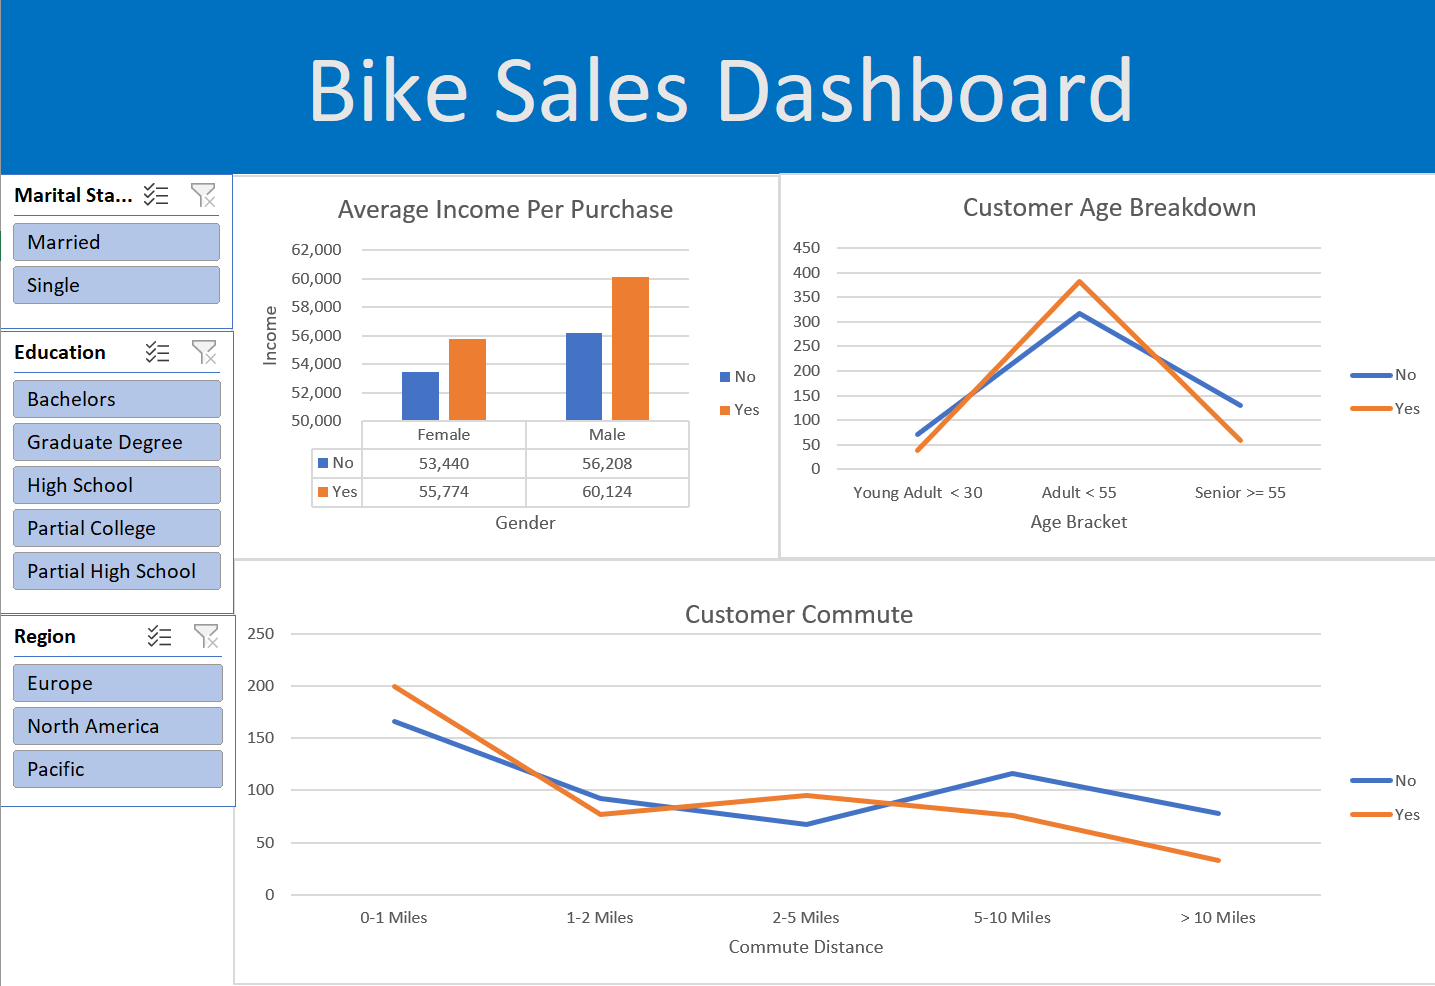 Bike Sales Dashboard
Marital Sta...
Married
Single
Education
Bachelors
Graduate Degree
High School
Partial College
Partial High School
Region
Europe
North America
Pacific
Average Income Per Purchase
62,000
60,000
58,000
56,000
54,000
52,000
50,000
Income
Female Male
No 53,440 56,208
Yes 55,774 60,124
Gender
No
Yes
Customer Age Breakdown
450
400
350
300
250
200
150
100
50
0
Young Adult < 30 Adult < 55 Senior >= 55
Age Bracket
No
Yes
Customer Commute
250
200
150
100
50
0
0-1 Miles 1-2 Miles 2-5 Miles 5-10 Miles > 10 Miles
Commute Distance
No
Yes